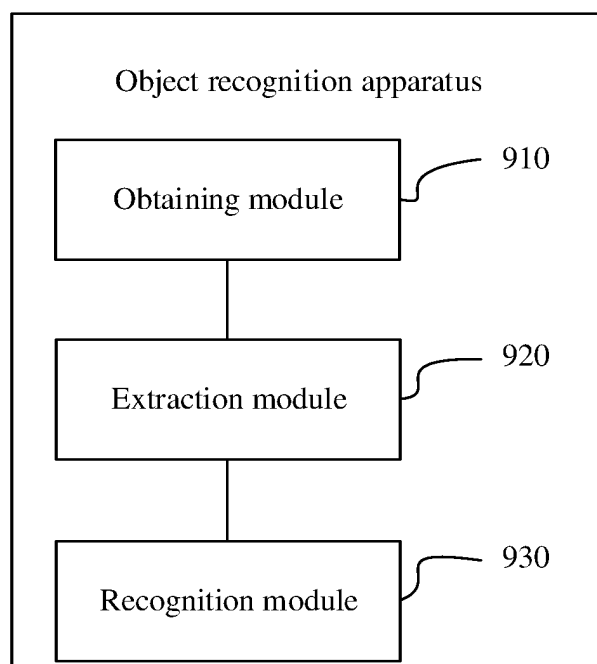 Object recognition apparatus
910
Obtaining module
920
Extraction module
930
Recognition module